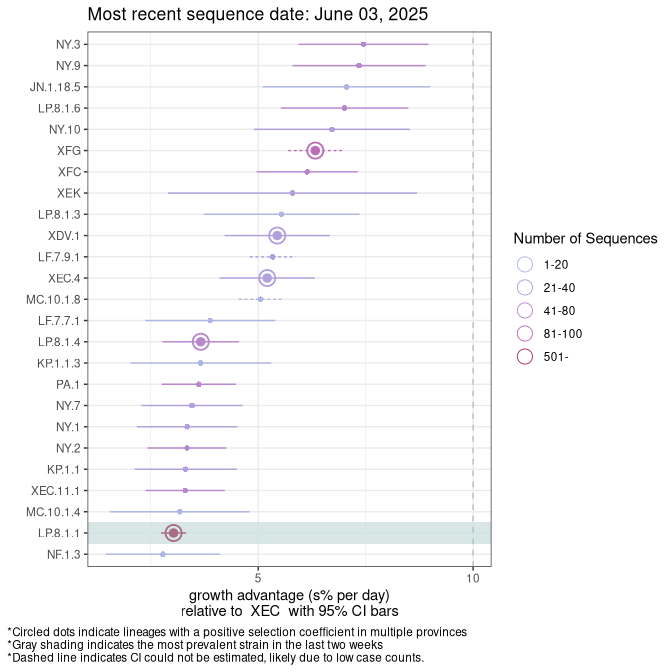 Most recent sequence date: June 03, 2025
NY.3
NY.9
JN.1.18.5
LP.8.1.6
NY.10
XFG
XFC
XEK
LP.8.1.3
XDV.1
LF.7.9.1
XEC.4
MC.10.1.8
LF.7.7.1
LP.8.1.4
KP.1.1.3
PA.1
NY.7
NY.1
NY.2
KP.1.1
XEC.11.1
MC.10.1.4
LP.8.1.1
NF.1.3
5
10
growth advantage (s% per day)
relative to XEC with 95% CI bars
Number of Sequences
1-20
21-40
41-80
81-100
501-
*Circled dots indicate lineages with a positive selection coefficient in multiple provinces
*Gray shading indicates the most prevalent strain in the last two weeks
*Dashed line indicates CI could not be estimated, likely due to low case counts.